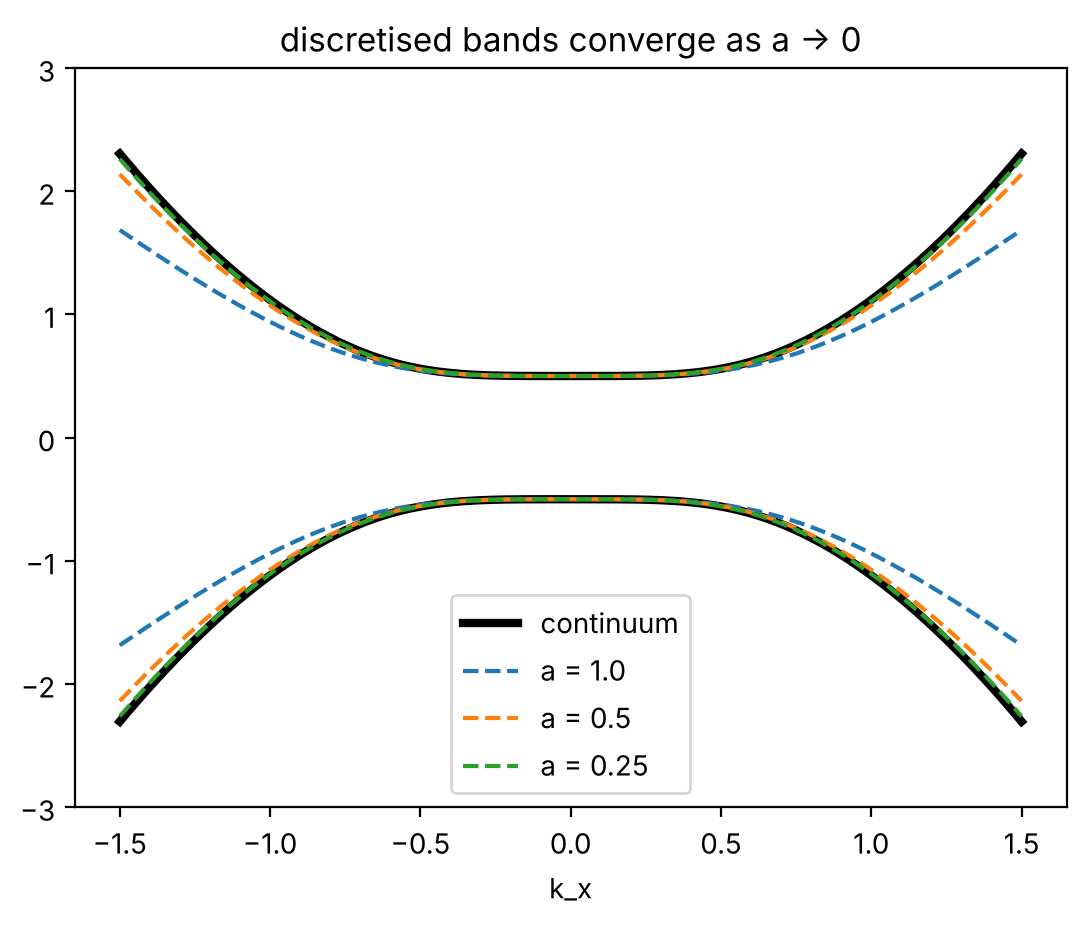 discretised bands converge as a → 0
3
2
1
0
−1
−2
−3
continuum
a = 1.0
a = 0.5
a = 0.25
−1.5 −1.0 −0.5 0.0 0.5 1.0 1.5
k_x